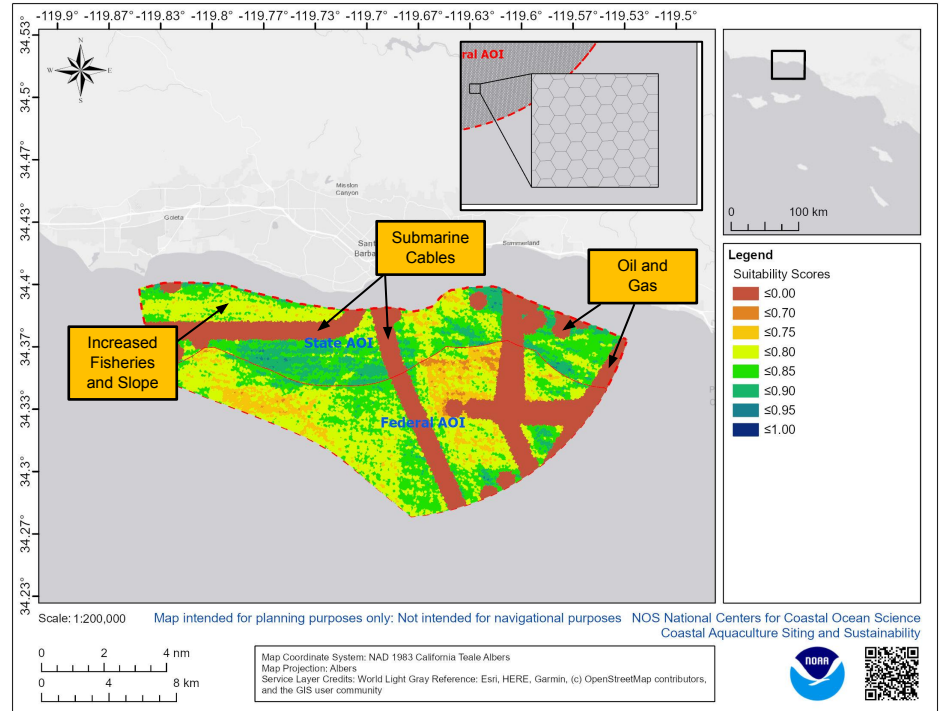 -119.9° -119.87° -119.83° -119.8° -119.77° -119.73° -119.7° -119.67° -119.63° -119.6° -119.57° -119.53° -119.5°
34.53°
34.5°
34.47°
34.43°
34.4°
34.37°
34.33°
34.3°
34.27°
34.23°
N
W E
S
ral AOI
Mission
Canyon
Goleta
Sant
Barba
Summerland
Submarine
Cables
Oil and
Gas
Increased
Fisheries
and Slope
State AOI
Federal AOI
0 100 km
Legend
Suitability Scores
≤0.00
≤0.70
≤0.75
≤0.80
≤0.85
≤0.90
≤0.95
≤1.00
Scale: 1:200,000
Map intended for planning purposes only: Not intended for navigational purposes
NOS National Centers for Coastal Ocean Science
Coastal Aquaculture Siting and Sustainability
0 2 4 nm
0 4 8 km
Map Coordinate System: NAD 1983 California Teale Albers
Map Projection: Albers
Service Layer Credits: World Light Gray Reference: Esri, HERE, Garmin, (c) OpenStreetMap contributors,
and the GIS user community
NOAA